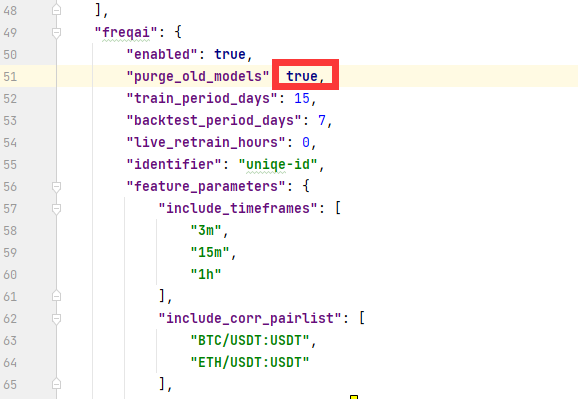 48 ],
49 "freqai": {
50 "enabled": true,
51 "purge_old_models" true,
52 "train_period_days": 15,
53 "backtest_period_days": 7,
54 "live_retrain_hours": 0,
55 "identifier": "uniqe-id",
56 "feature_parameters": {
57 "include_timeframes": [
58 "3m",
59 "15m",
60 "1h"
61 ],
62 "include_corr_pairlist": [
63 "BTC/USDT:USDT",
64 "ETH/USDT:USDT"
65 ],